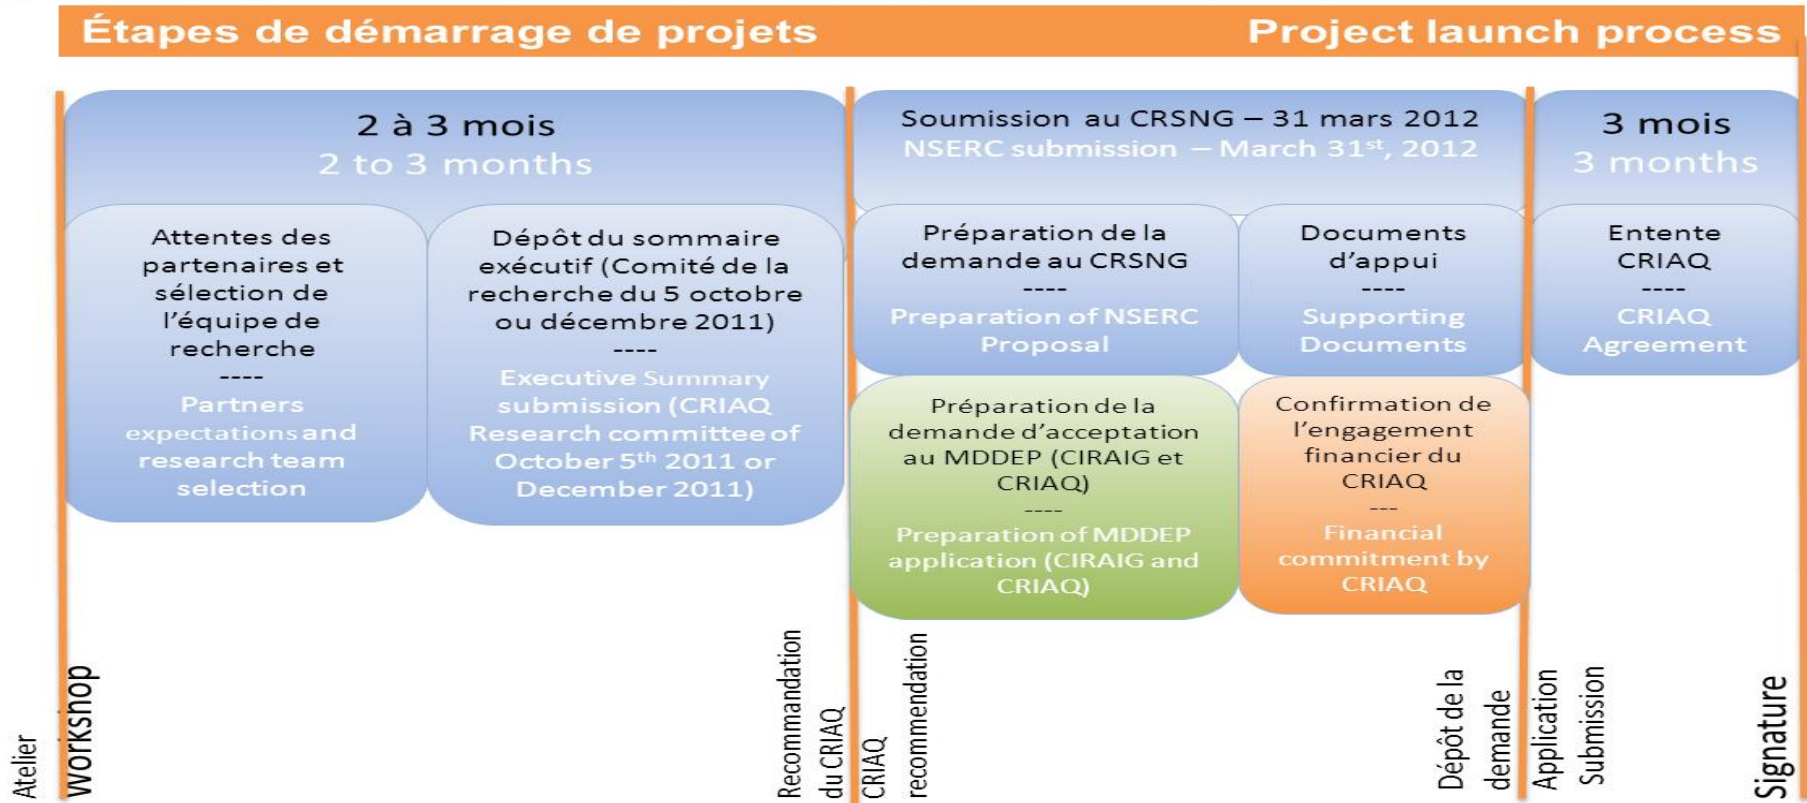 Étapes de démarrage de projets
Project launch process
2 à 3 mois
2 to 3 months
Attentes des
partenaires et
sélection de
l'équipe de
recherche
----
Partners
expectations and
research team
selection
Dépôt du sommaire
exécutif (Comité de la
recherche du 5 octobre
ou décembre 2011)
----
Executive Summary
submission (CRIAQ
Research committee of
October 5th 2011 or
December 2011)
Soumission au CRSNG – 31 mars 2012
NSERC submission – March 31st, 2012
Préparation de la
demande au CRSNG
----
Preparation of NSERC
Proposal
Documents
d'appui
----
Supporting
Documents
Préparation de la
demande d'acceptation
au MDDEP (CIRAIG et
CRIAQ)
----
Preparation of MDDEP
application (CIRAIG and
CRIAQ)
Confirmation de
l'engagement
financier du
CRIAQ
---
Financial
commitment by
CRIAQ
3 mois
3 months
Entente
CRIAQ
----
CRIAQ
Agreement
Atelier
Workshop
Recommandation
du CRIAQ
CRIAQ
recommendation
Dépôt de la
demande
Application
Submission
Signature